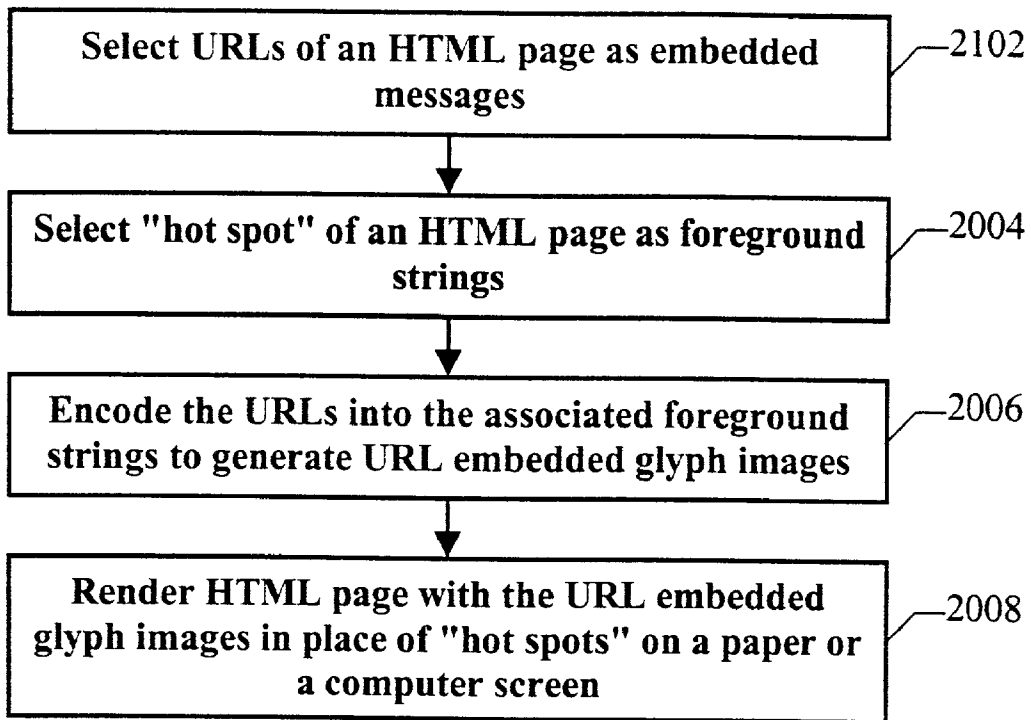 Select URLs of an HTML page as embedded
messages
2102
Select "hot spot" of an HTML page as foreground
strings
2004
Encode the URLs into the associated foreground
strings to generate URL embedded glyph images
2006
Render HTML page with the URL embedded
glyph images in place of "hot spots" on a paper or
a computer screen
2008